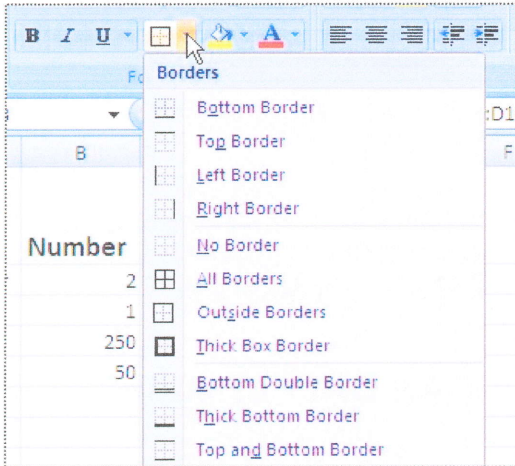 B I U A
Fo
Borders
:D1
Bottom Border
B
Top Border
F
Left Border
Right Border
Number
No Border
2
All Borders
1
Outside Borders
250
Thick Box Border
50
Bottom Double Border
Thick Bottom Border
Top and Bottom Border